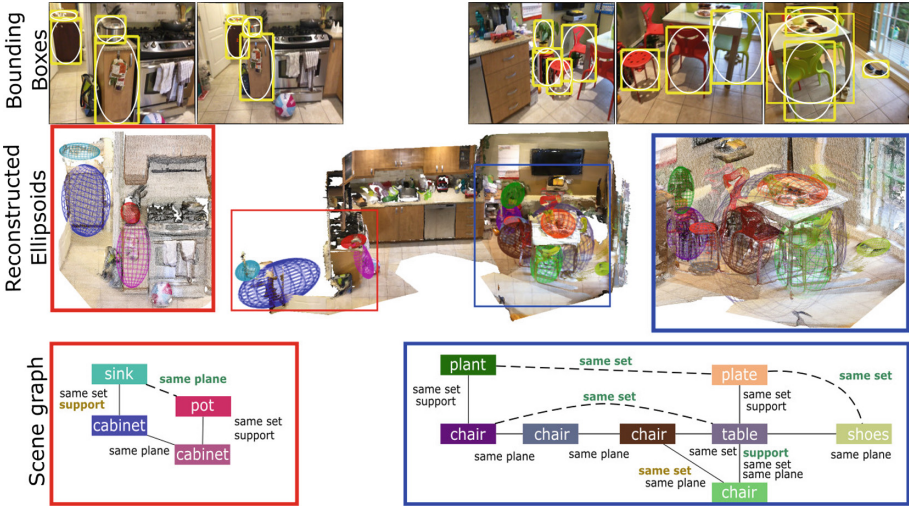 Bounding
Boxes
Reconstructed
Ellipsoids
Scene graph
sink
same plane
same set
support
pot
cabinet
same set
support
same plane
cabinet
plant
same set
plate
same set
support
same set
same set
support
same set
chair
chair
chair
table
shoes
same plane
same plane
same set
support
same plane
same set
same set
same plane
same plane
chair